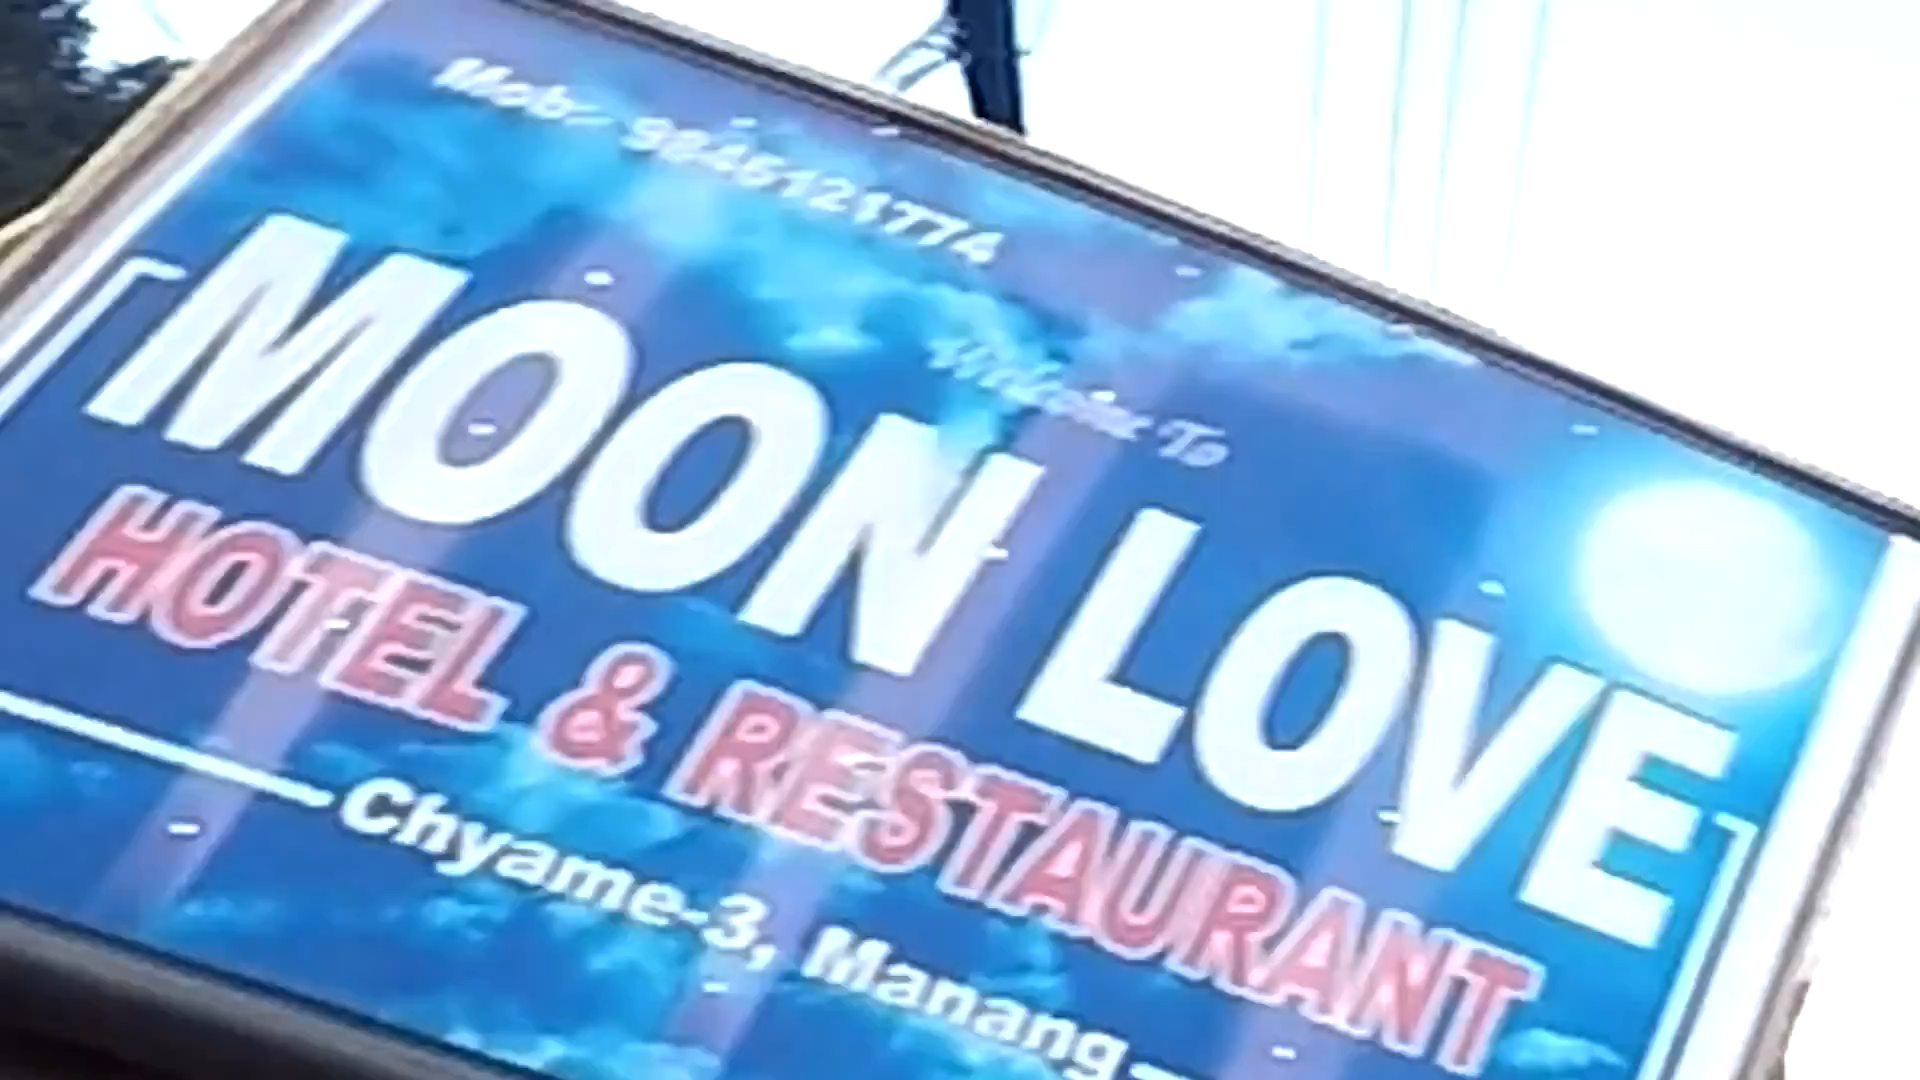 Mob:- 9846121774
Welcome To
MOON LOVE
HOTEL & RESTAURANT
Chyame-3, Manang